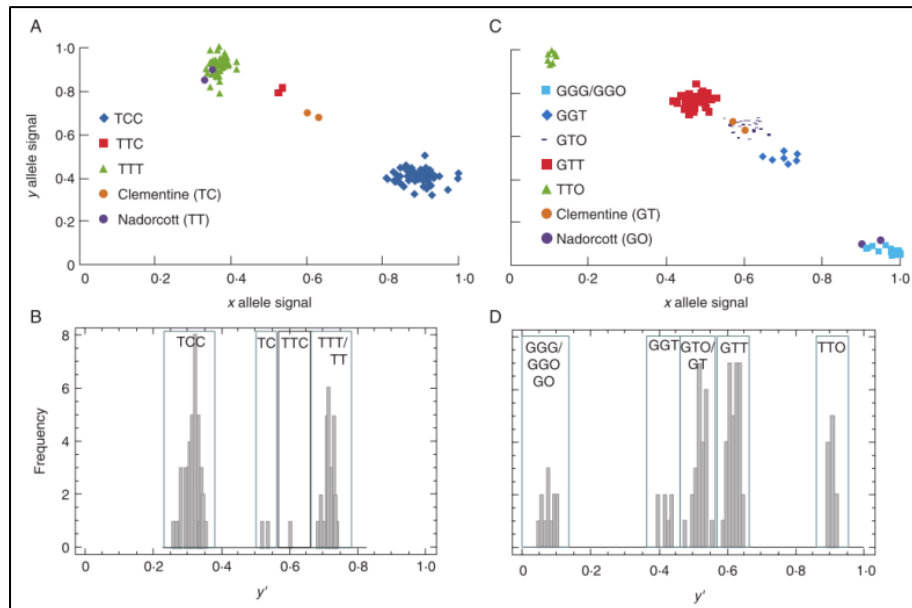 A
1·0
0·8
0·6
0·4
0·2
0
y allele signal
TCC
TTC
TTT
Clementine (TC)
Nadorcott (TT)
0 0·2 0·4 0·6 0·8 1·0
x allele signal
C
GGG/GGO
GGT
GTO
GTT
TTO
Clementine (GT)
Nadorcott (GO)
0 0·2 0·4 0·6 0·8 1·0
x allele signal
B
8
6
4
2
0
Frequency
TCC
TC
TTC
TTT/
TT
0 0·2 0·4 0·6 0·8 1·0
y'
D
GGG/
GGO
GO
GGT
GTO/
GT
GTT
TTO
0 0·2 0·4 0·6 0·8 1·0
y'